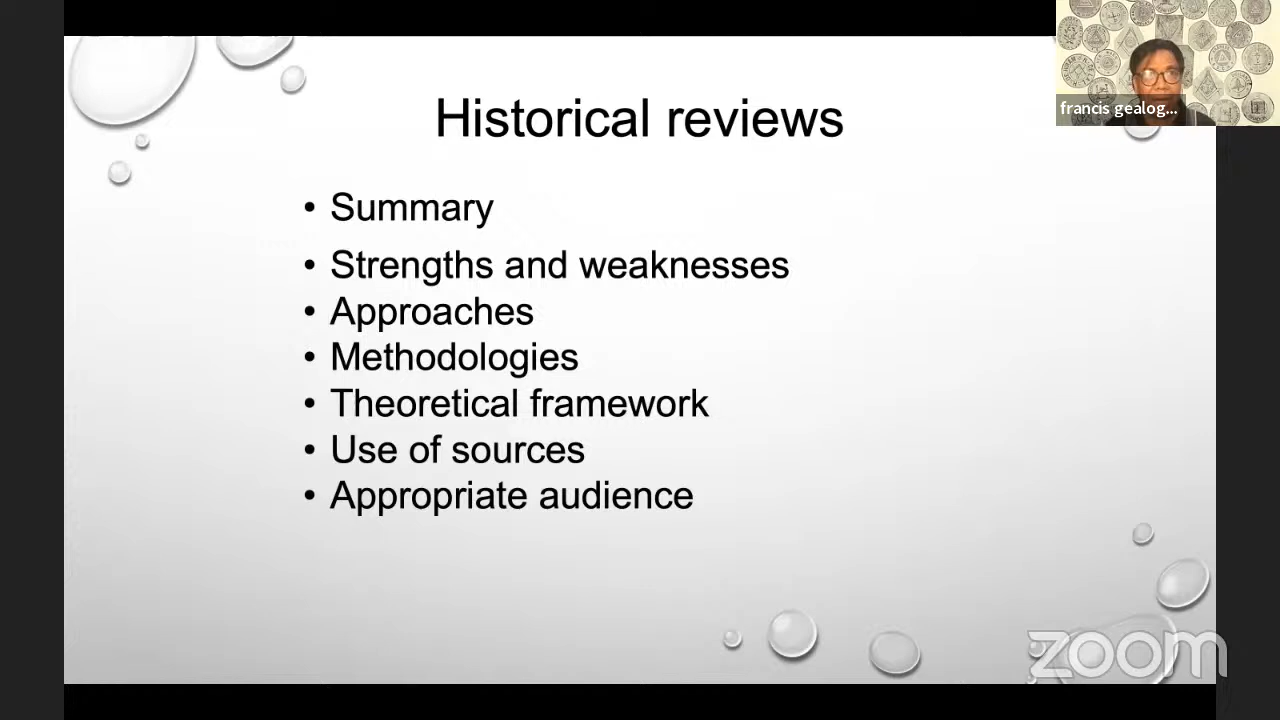 Historical reviews
francis gealog...
• Summary
• Strengths and weaknesses
• Approaches
• Methodologies
• Theoretical framework
• Use of sources
• Appropriate audience
zoom